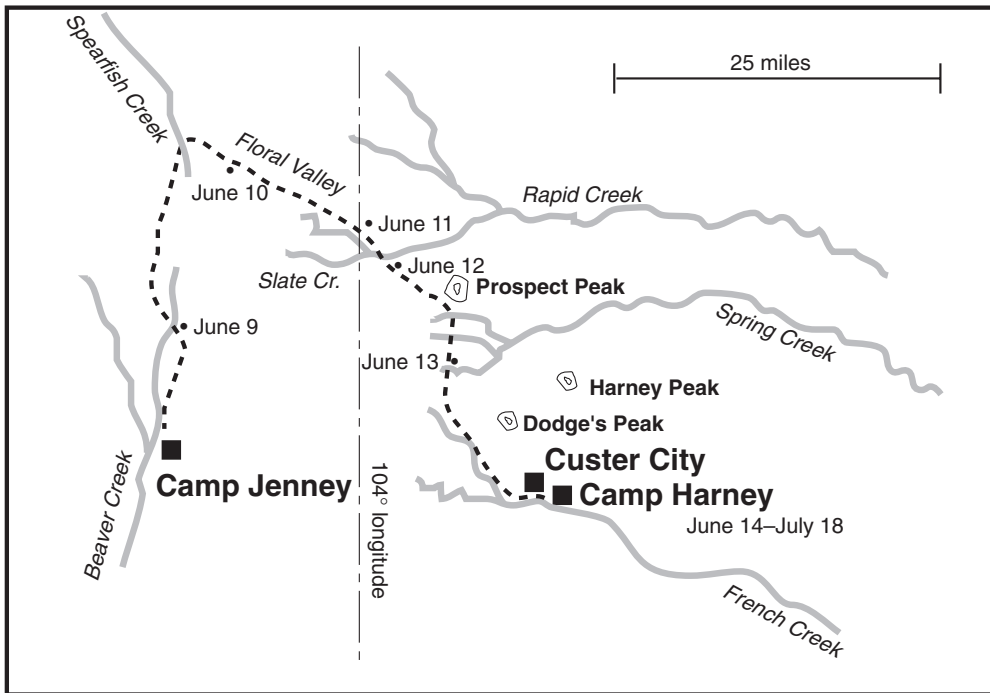 Spearfish Creek
25 miles
Floral Valley
June 10
Rapid Creek
June 11
June 12
Slate Cr.
Prospect Peak
Spring Creek
June 9
June 13
Harney Peak
Dodge's Peak
Custer City
Camp Jenney
Camp Harney
June 14–July 18
Beaver Creek
104° longitude
French Creek